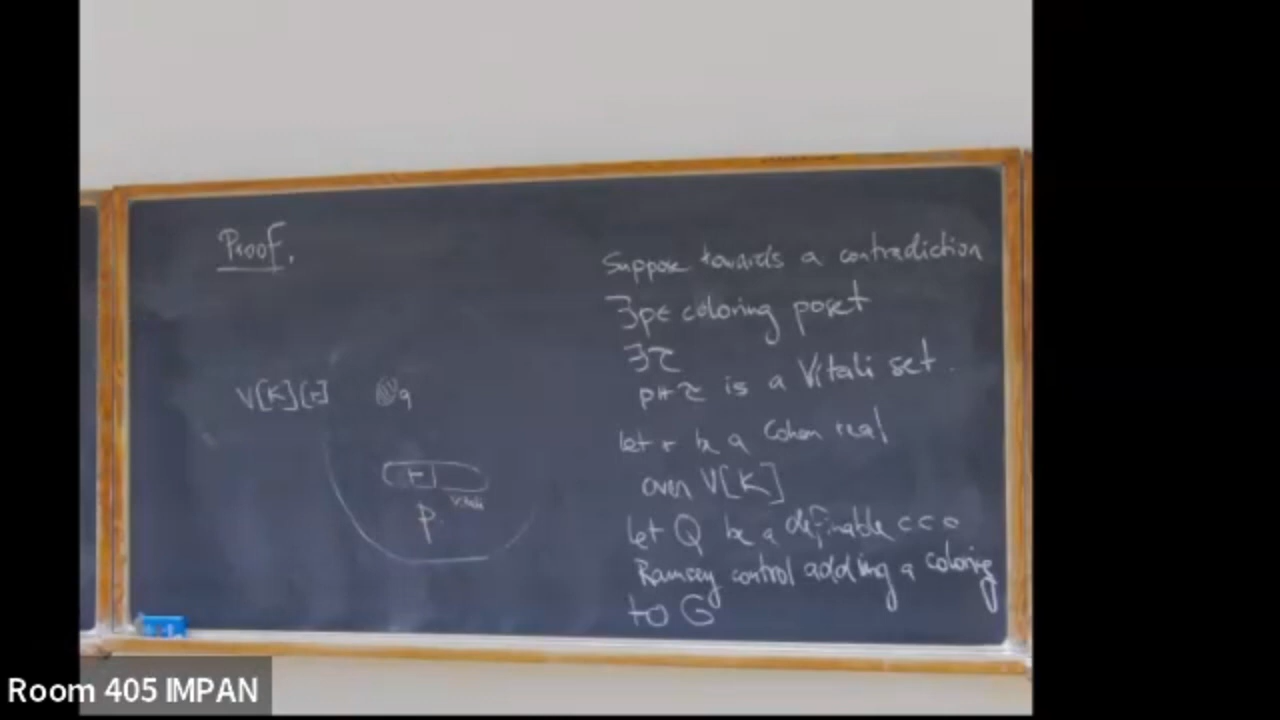 Proof.
V[K][r]
q
r
Vitali
p
Suppose towards a contradiction
∃p∈ coloring poset
∃τ
p⊩τ is a Vitali set.
let r be a Cohen real
over V[K]
let Q be a definable ccc
Ramsey control adding a coloring
to G
Room 405 IMPAN